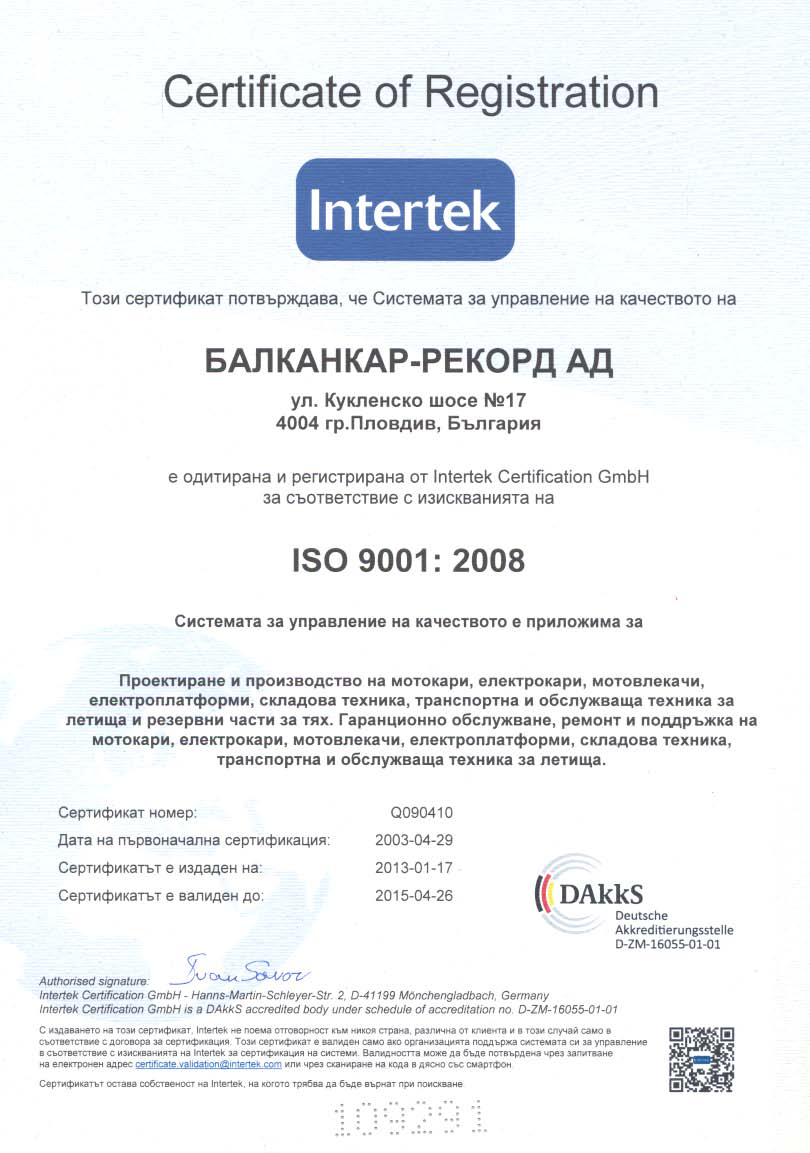 Certificate of Registration
Intertek
Този сертификат потвърждава, че Системата за управление на качеството на
БАЛКАНКАР-РЕКОРД АД
ул. Кукленско шосе №17
4004 гр.Пловдив, България
е одитирана и регистрирана от Intertek Certification GmbH
за съответствие с изискванията на
ISO 9001: 2008
Системата за управление на качеството е приложима за
Проектиране и производство на мотокари, електрокари, мотовлекачи,
електроплатформи, складова техника, транспортна и обслужваща техника за
летища и резервни части за тях. Гаранционно обслужване, ремонт и поддръжка на
мотокари, електрокари, мотовлекачи, електроплатформи, складова техника,
транспортна и обслужваща техника за летища.
Сертификат номер: Q090410
Дата на първоначална сертификация: 2003-04-29
Сертификатът е издаден на: 2013-01-17
Сертификатът е валиден до: 2015-04-26
DAkkS
Deutsche
Akkreditierungsstelle
D-ZM-16055-01-01
Authorised signature:
Intertek Certification GmbH - Hanns-Martin-Schleyer-Str. 2, D-41199 Mönchengladbach, Germany
Intertek Certification GmbH is a DAkkS accredited body under schedule of accreditation no. D-ZM-16055-01-01
С издаването на този сертификат, Intertek не поема отговорност към никоя страна, различна от клиента и в този случай само в
съответствие с договора за сертификация. Този сертификат е валиден само ако организацията поддържа системата си за управление
в съответствие с изискванията на Intertek за сертификация на системи. Валидността може да бъде потвърдена чрез запитване
на електронен адрес certificate.validation@intertek.com или чрез сканиране на кода в дясно със смартфон.
Сертификатът остава собственост на Intertek, на когото трябва да бъде върнат при поискване.
109291